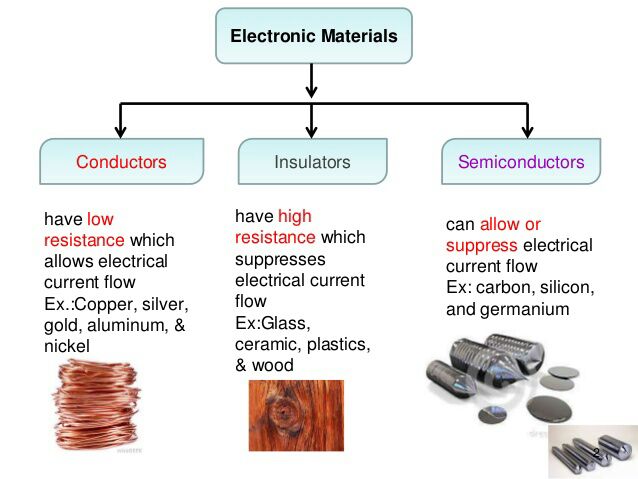 Electronic Materials
Conductors
Insulators
Semiconductors
have low
resistance which
allows electrical
current flow
Ex.:Copper, silver,
gold, aluminum, &
nickel
have high
resistance which
suppresses
electrical current
flow
Ex:Glass,
ceramic, plastics,
& wood
can allow or
suppress electrical
current flow
Ex: carbon, silicon,
and germanium
2